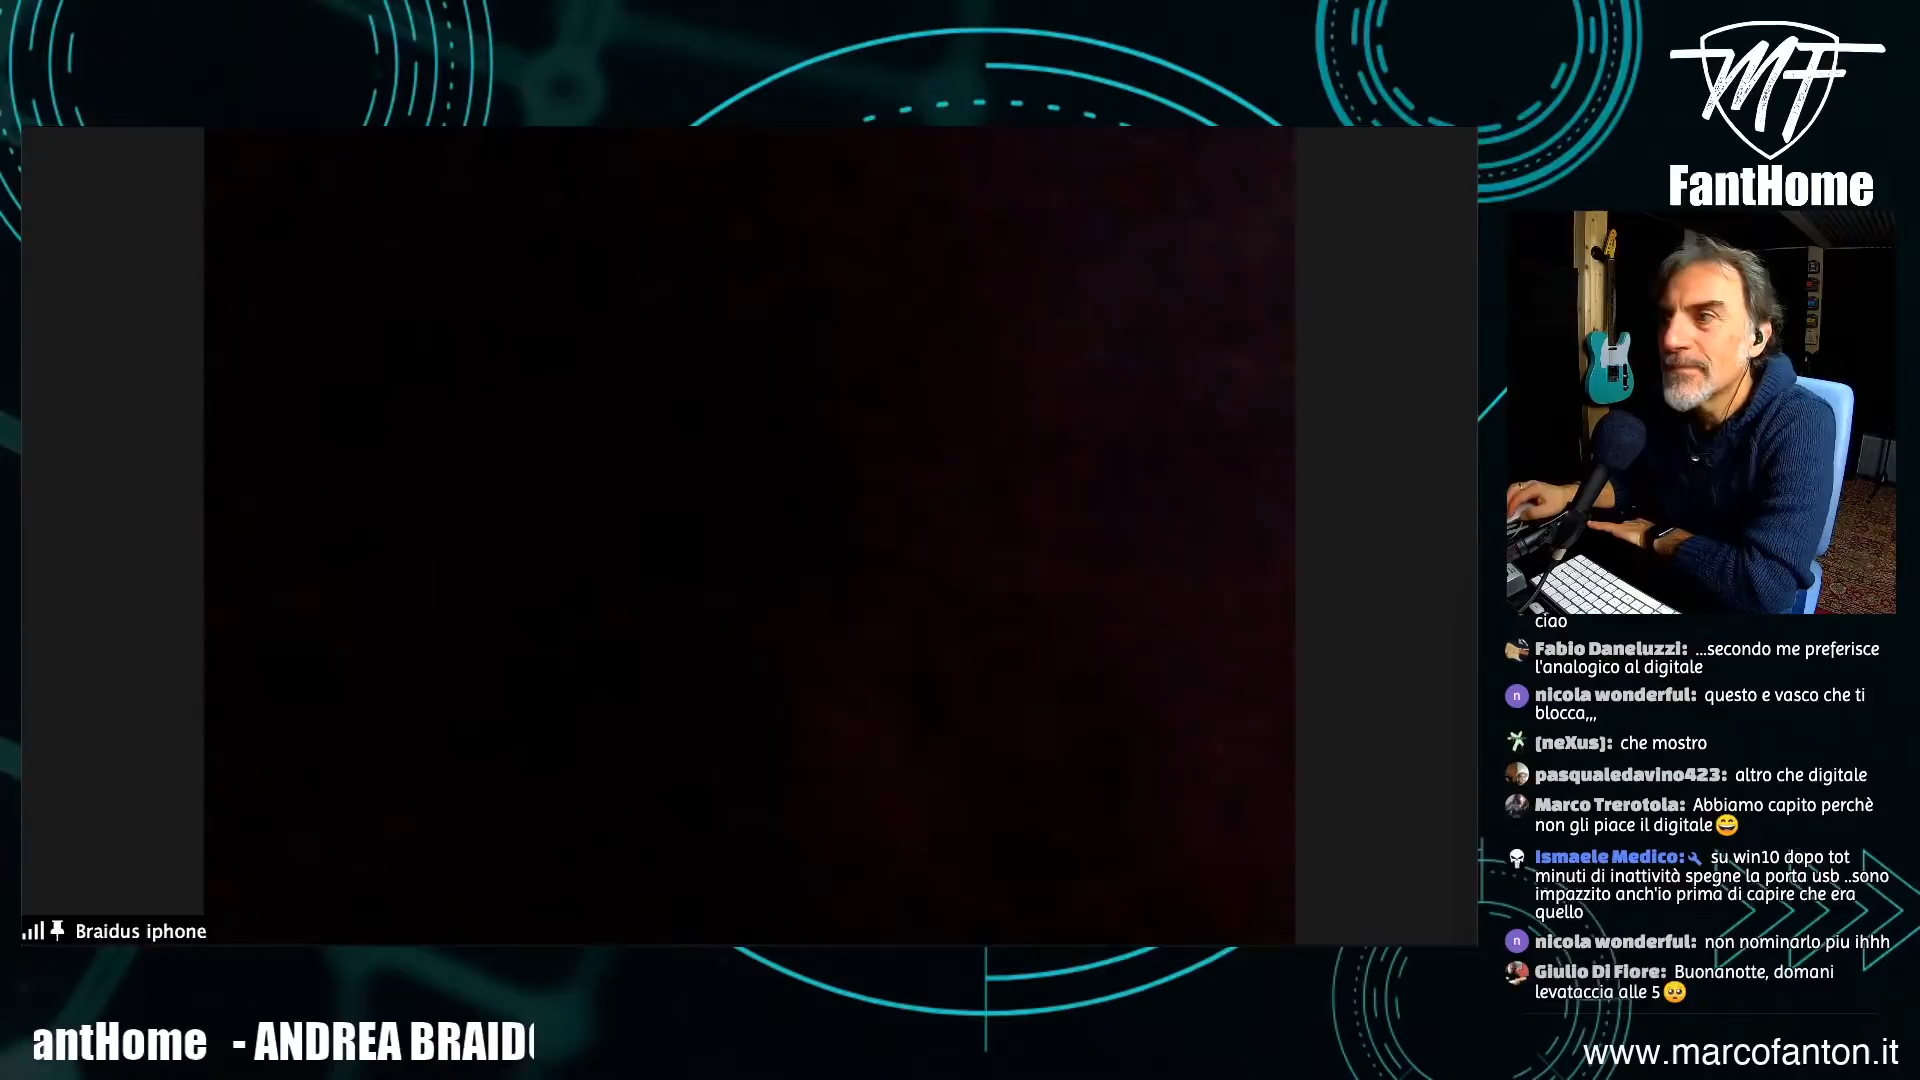 MF
FantHome
ciao
Fabio Daneluzzi: ...secondo me preferisce
l'analogico al digitale
n nicola wonderful: questo e vasco che ti
blocca,,,
[neXus]: che mostro
pasqualedavino423: altro che digitale
Marco Trerotola: Abbiamo capito perchè
non gli piace il digitale😄
Ismaele Medico: su win10 dopo tot
minuti di inattività spegne la porta usb ..sono
impazzito anch'io prima di capire che era
quello
n nicola wonderful: non nominarlo piu ihhh
Giulio Di Fiore: Buonanotte, domani
levataccia alle 5🥺
Braidus iphone
antHome - ANDREA BRAID
www.marcofanton.it